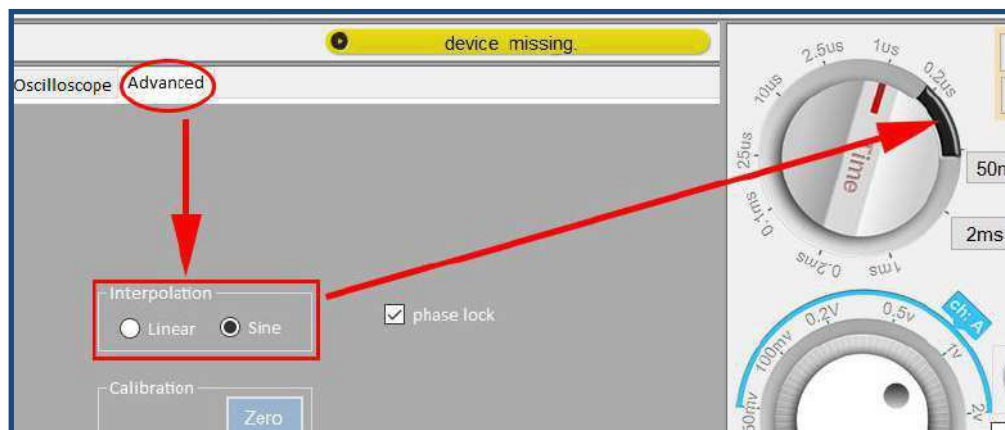 device missing.
Oscilloscope Advanced
2.5us 1us
10us 0.2us
25us
0.1ms
0.2ms 1ms
Time
2ms
Interpolation
Linear Sine
phase lock
ch: A
0.2V 0.5v
100mv 1v
50mv 2v
Calibration
Zero